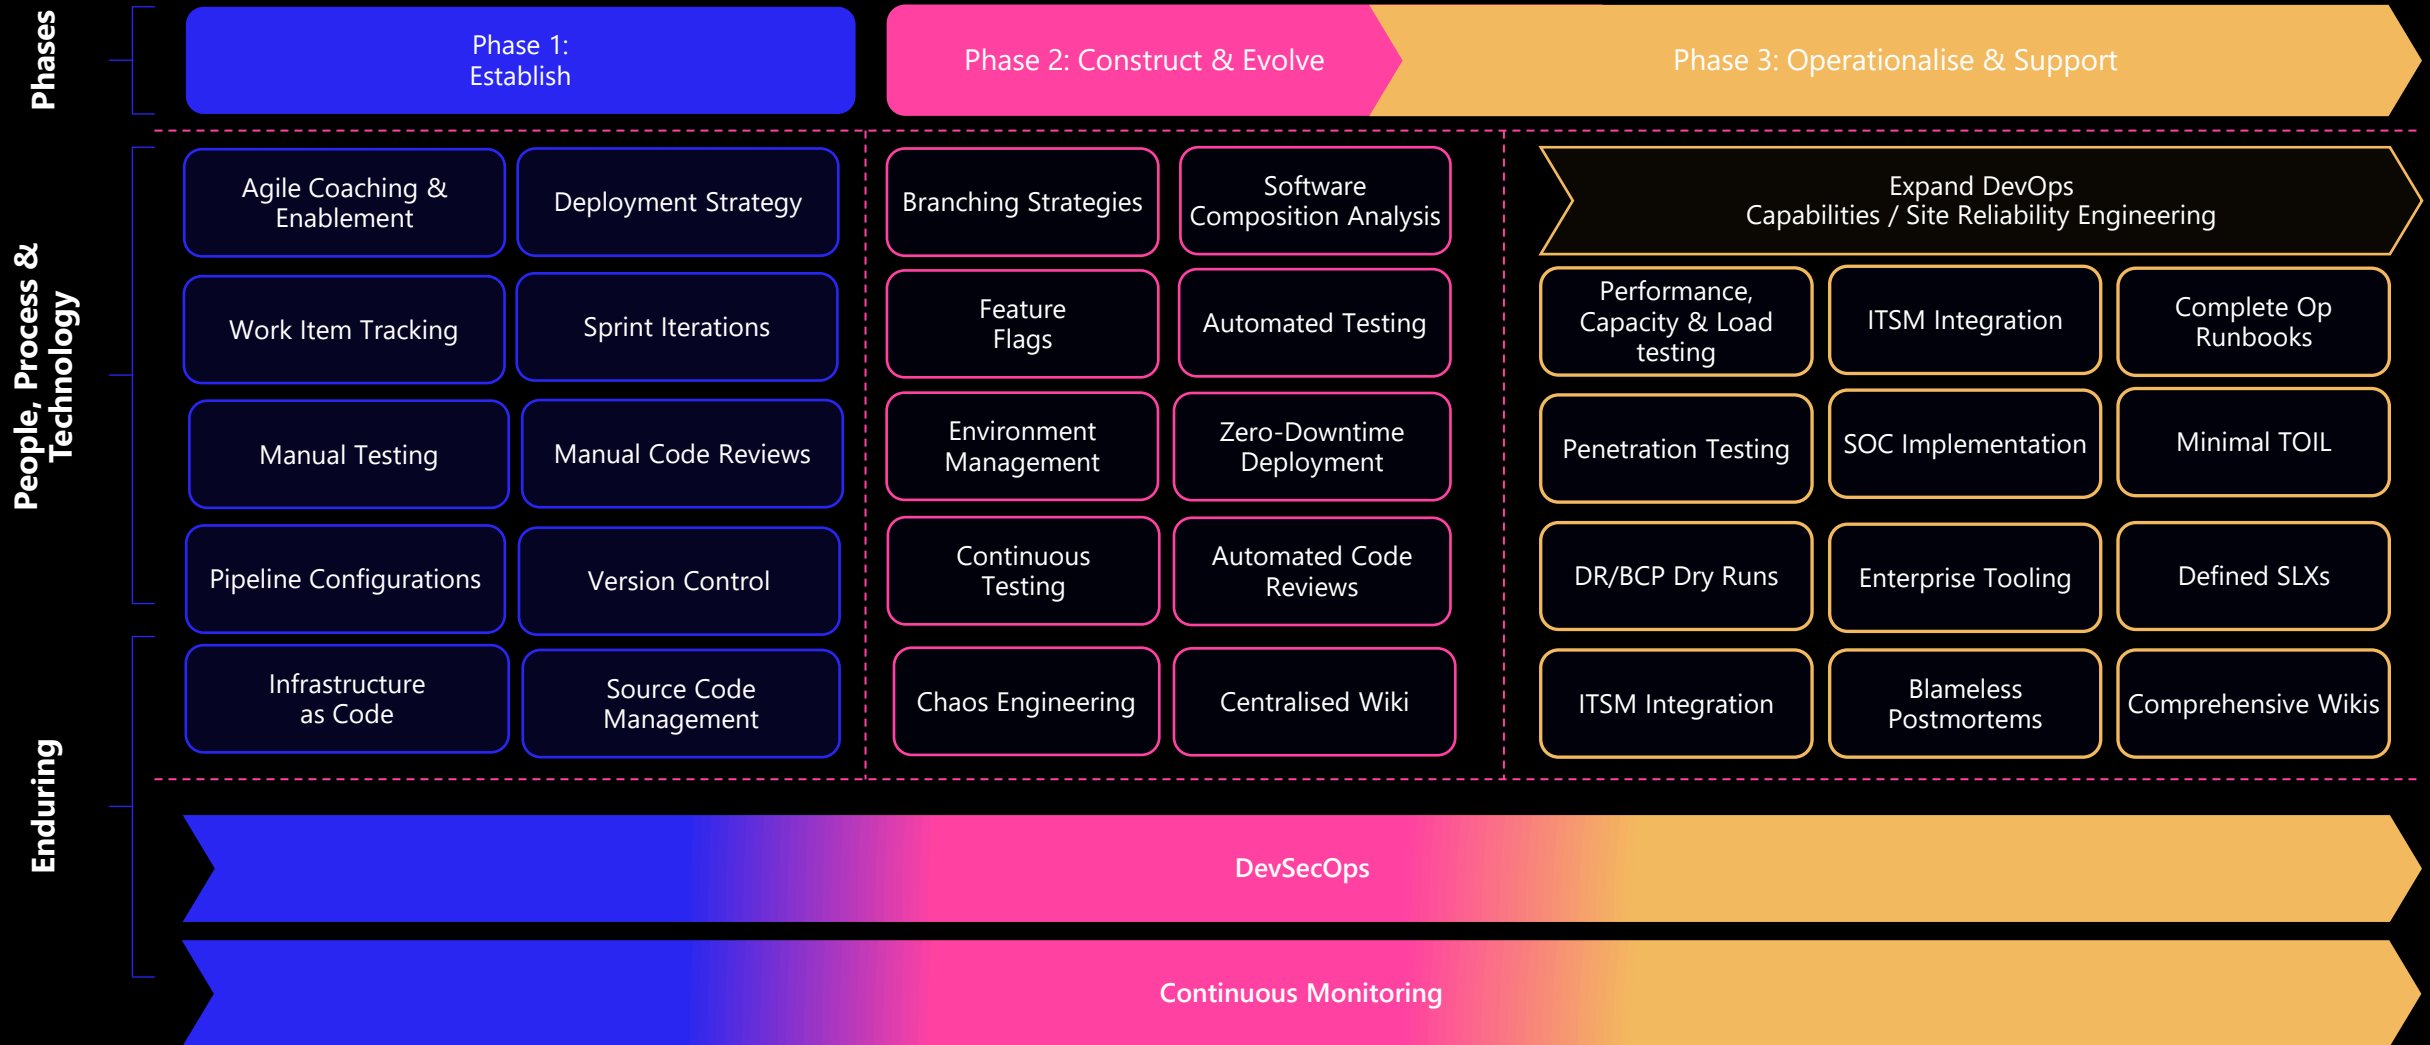 Phases
Phase 1:
Establish
Phase 2: Construct & Evolve
Phase 3: Operationalise & Support
People, Process &
Technology
Agile Coaching &
Enablement
Deployment Strategy
Work Item Tracking
Sprint Iterations
Manual Testing
Manual Code Reviews
Pipeline Configurations
Version Control
Infrastructure
as Code
Source Code
Management
Branching Strategies
Software
Composition Analysis
Feature
Flags
Automated Testing
Environment
Management
Zero-Downtime
Deployment
Continuous
Testing
Automated Code
Reviews
Chaos Engineering
Centralised Wiki
Expand DevOps
Capabilities / Site Reliability Engineering
Performance,
Capacity & Load
testing
ITSM Integration
Complete Op
Runbooks
Penetration Testing
SOC Implementation
Minimal TOIL
DR/BCP Dry Runs
Enterprise Tooling
Defined SLXs
ITSM Integration
Blameless
Postmortems
Comprehensive Wikis
Enduring
DevSecOps
Continuous Monitoring